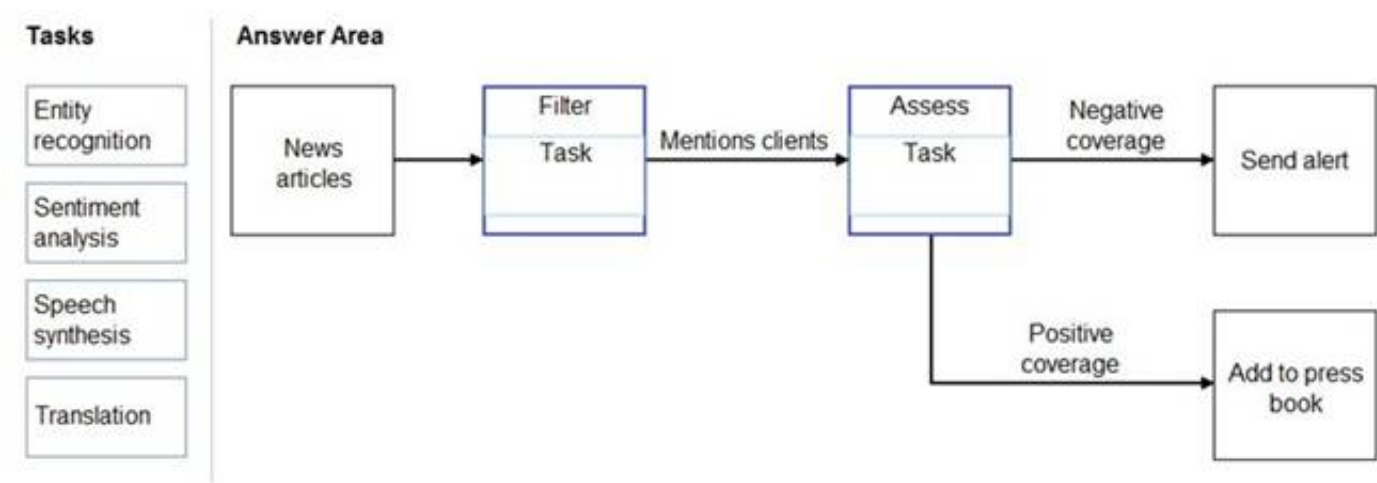 Tasks
Answer Area
Entity
recognition
Sentiment
analysis
Speech
synthesis
Translation
News
articles
Filter
Task
Mentions clients
Assess
Task
Negative
coverage
Send alert
Positive
coverage
Add to press
book